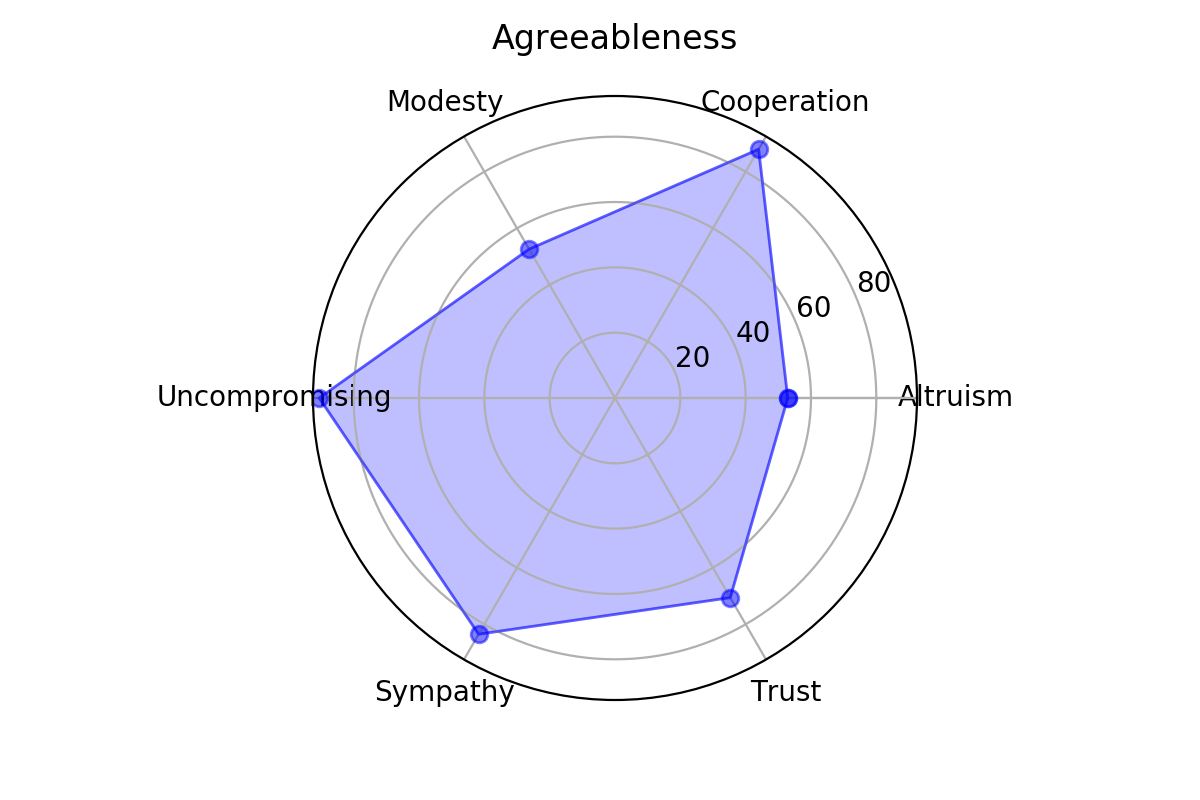 Agreeableness
Modesty
Cooperation
80
60
40
20
Uncompromising
Altruism
Sympathy
Trust